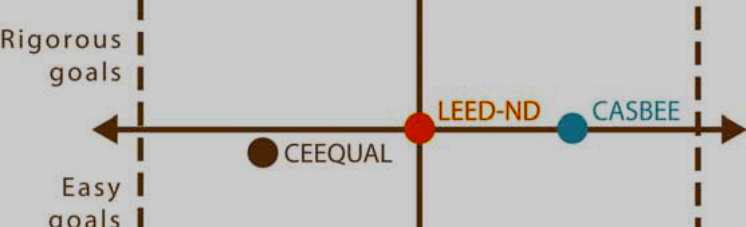 Rigorous
goals
LEED-ND
CASBEE
CEEQUAL
Easy
goals